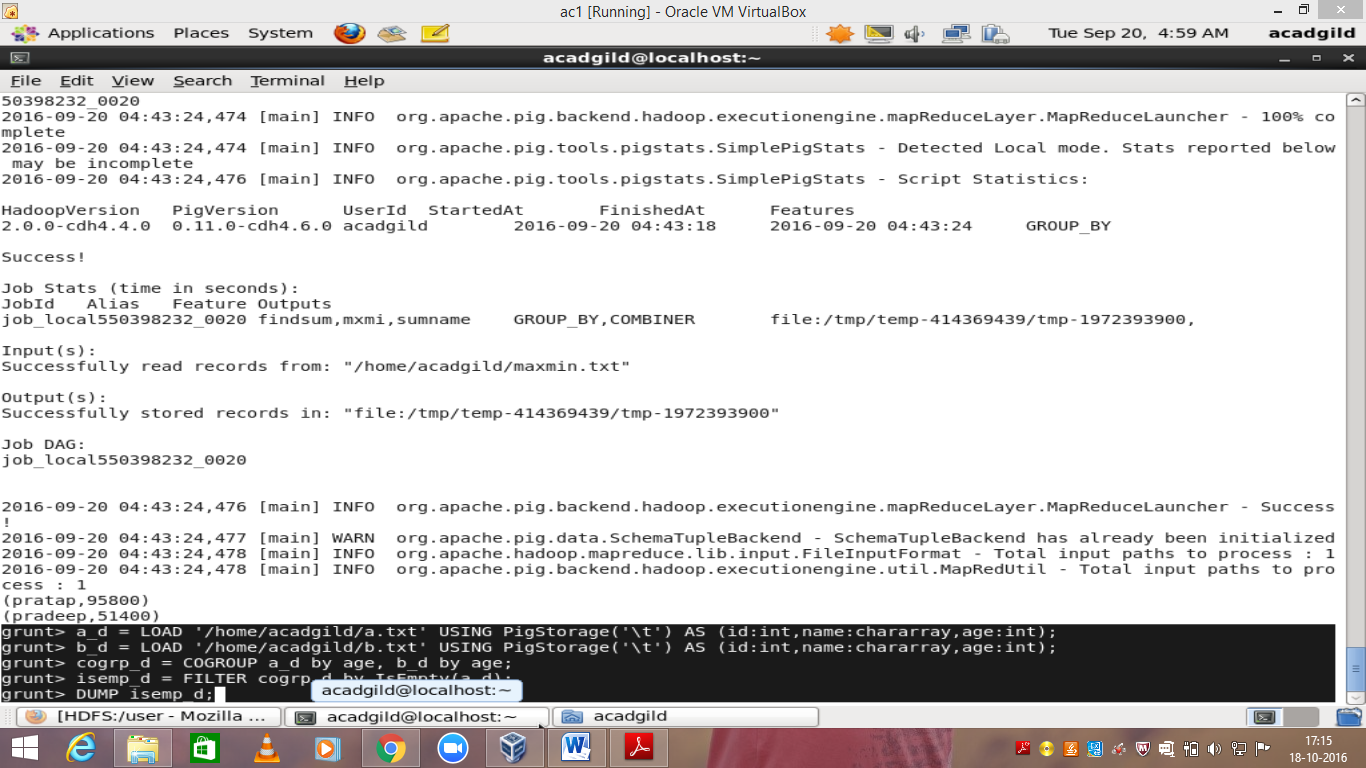 ac1 [Running] - Oracle VM VirtualBox
Applications Places System Tue Sep 20, 4:59 AM acadgild
acadgild@localhost:~
File Edit View Search Terminal Help
50398232_0020
2016-09-20 04:43:24,474 [main] INFO  org.apache.pig.backend.hadoop.executionengine.mapReduceLayer.MapReduceLauncher - 100% co
mplete
2016-09-20 04:43:24,474 [main] INFO  org.apache.pig.tools.pigstats.SimplePigStats - Detected Local mode. Stats reported below
 may be incomplete
2016-09-20 04:43:24,476 [main] INFO  org.apache.pig.tools.pigstats.SimplePigStats - Script Statistics:
HadoopVersion   PigVersion      UserId  StartedAt       FinishedAt      Features
2.0.0-cdh4.4.0  0.11.0-cdh4.6.0 acadgild        2016-09-20 04:43:18     2016-09-20 04:43:24     GROUP_BY
Success!
Job Stats (time in seconds):
JobId   Alias   Feature Outputs
job_local550398232_0020 findsum,mxmi,sumname    GROUP_BY,COMBINER       file:/tmp/temp-414369439/tmp-1972393900,
Input(s):
Successfully read records from: "/home/acadgild/maxmin.txt"
Output(s):
Successfully stored records in: "file:/tmp/temp-414369439/tmp-1972393900"
Job DAG:
job_local550398232_0020
2016-09-20 04:43:24,476 [main] INFO  org.apache.pig.backend.hadoop.executionengine.mapReduceLayer.MapReduceLauncher - Success
!
2016-09-20 04:43:24,477 [main] WARN  org.apache.pig.data.SchemaTupleBackend - SchemaTupleBackend has already been initialized
2016-09-20 04:43:24,478 [main] INFO  org.apache.hadoop.mapreduce.lib.input.FileInputFormat - Total input paths to process : 1
2016-09-20 04:43:24,478 [main] INFO  org.apache.pig.backend.hadoop.executionengine.util.MapRedUtil - Total input paths to pro
cess : 1
(pratap,95800)
(pradeep,51400)
grunt> a_d = LOAD '/home/acadgild/a.txt' USING PigStorage('\t') AS (id:int,name:chararray,age:int);
grunt> b_d = LOAD '/home/acadgild/b.txt' USING PigStorage('\t') AS (id:int,name:chararray,age:int);
grunt> cogrp_d = COGROUP a_d by age, b_d by age;
grunt> isemp_d = FILTER cogrp_d by IsEmpty(a_d);
grunt> DUMP isemp_d;
acadgild@localhost:~
[HDFS:/user - Mozilla ... acadgild@localhost:~ acadgild
17:15
18-10-2016